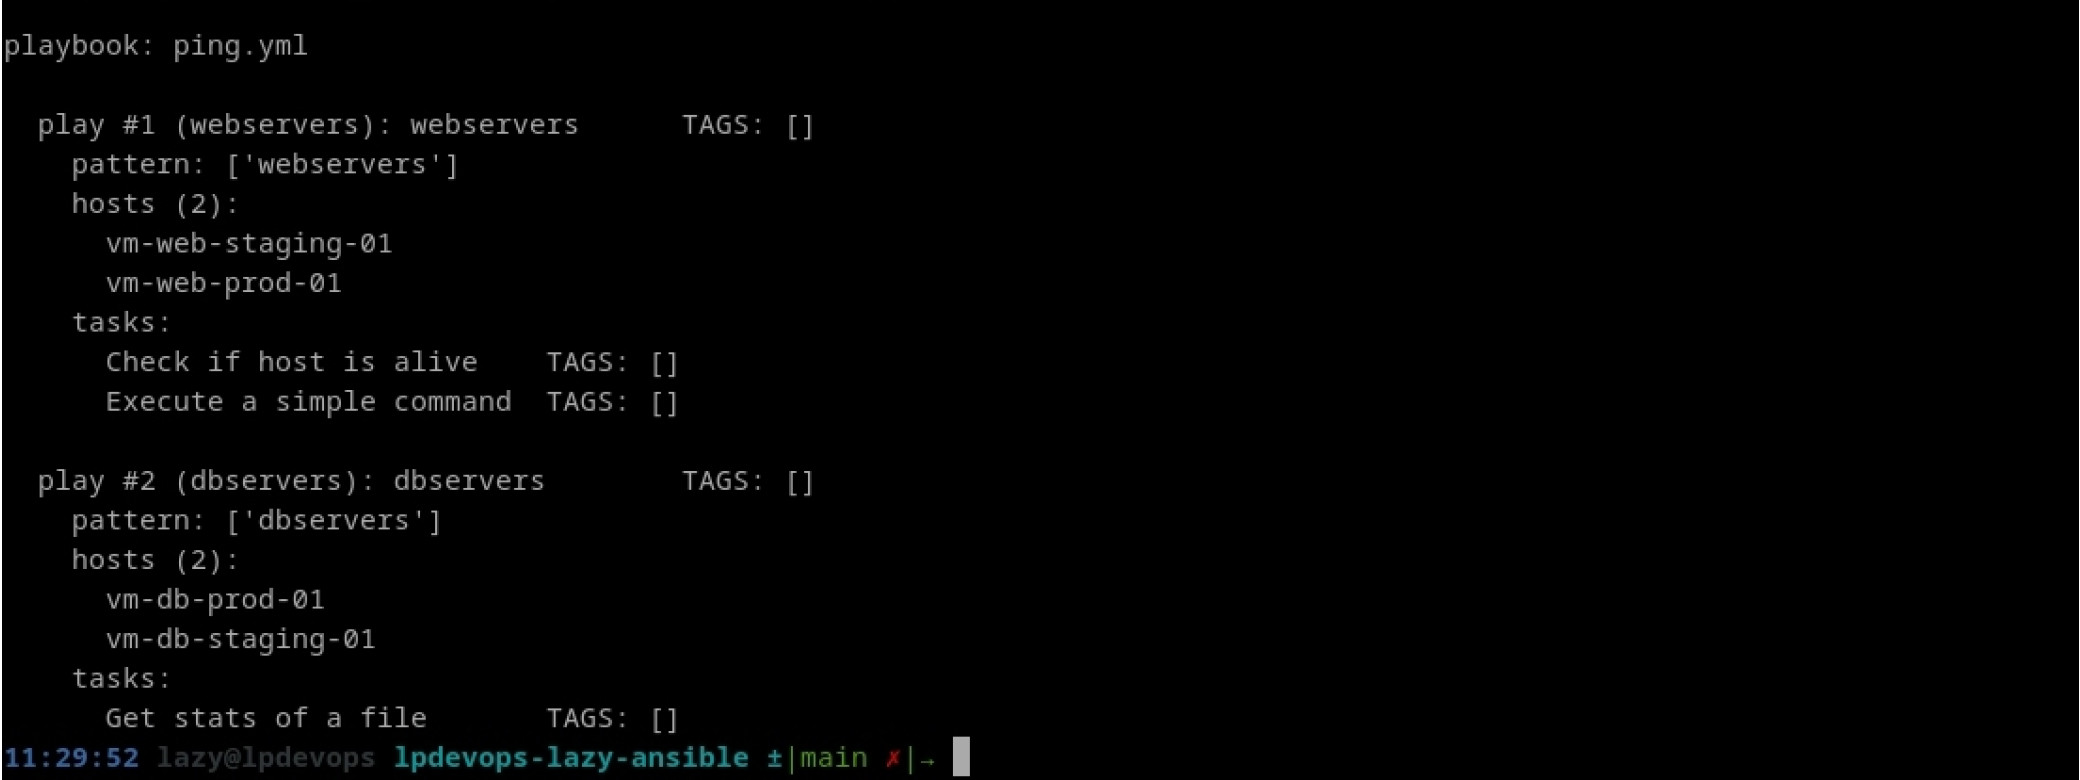 playbook: ping.yml
play #1 (webservers): webservers TAGS: []
pattern: ['webservers']
hosts (2):
vm-web-staging-01
vm-web-prod-01
tasks:
Check if host is alive TAGS: []
Execute a simple command TAGS: []
play #2 (dbservers): dbservers TAGS: []
pattern: ['dbservers']
hosts (2):
vm-db-prod-01
vm-db-staging-01
tasks:
Get stats of a file TAGS: []
11:29:52 lazy@lpdevops lpdevops-lazy-ansible ±|main ✗|→